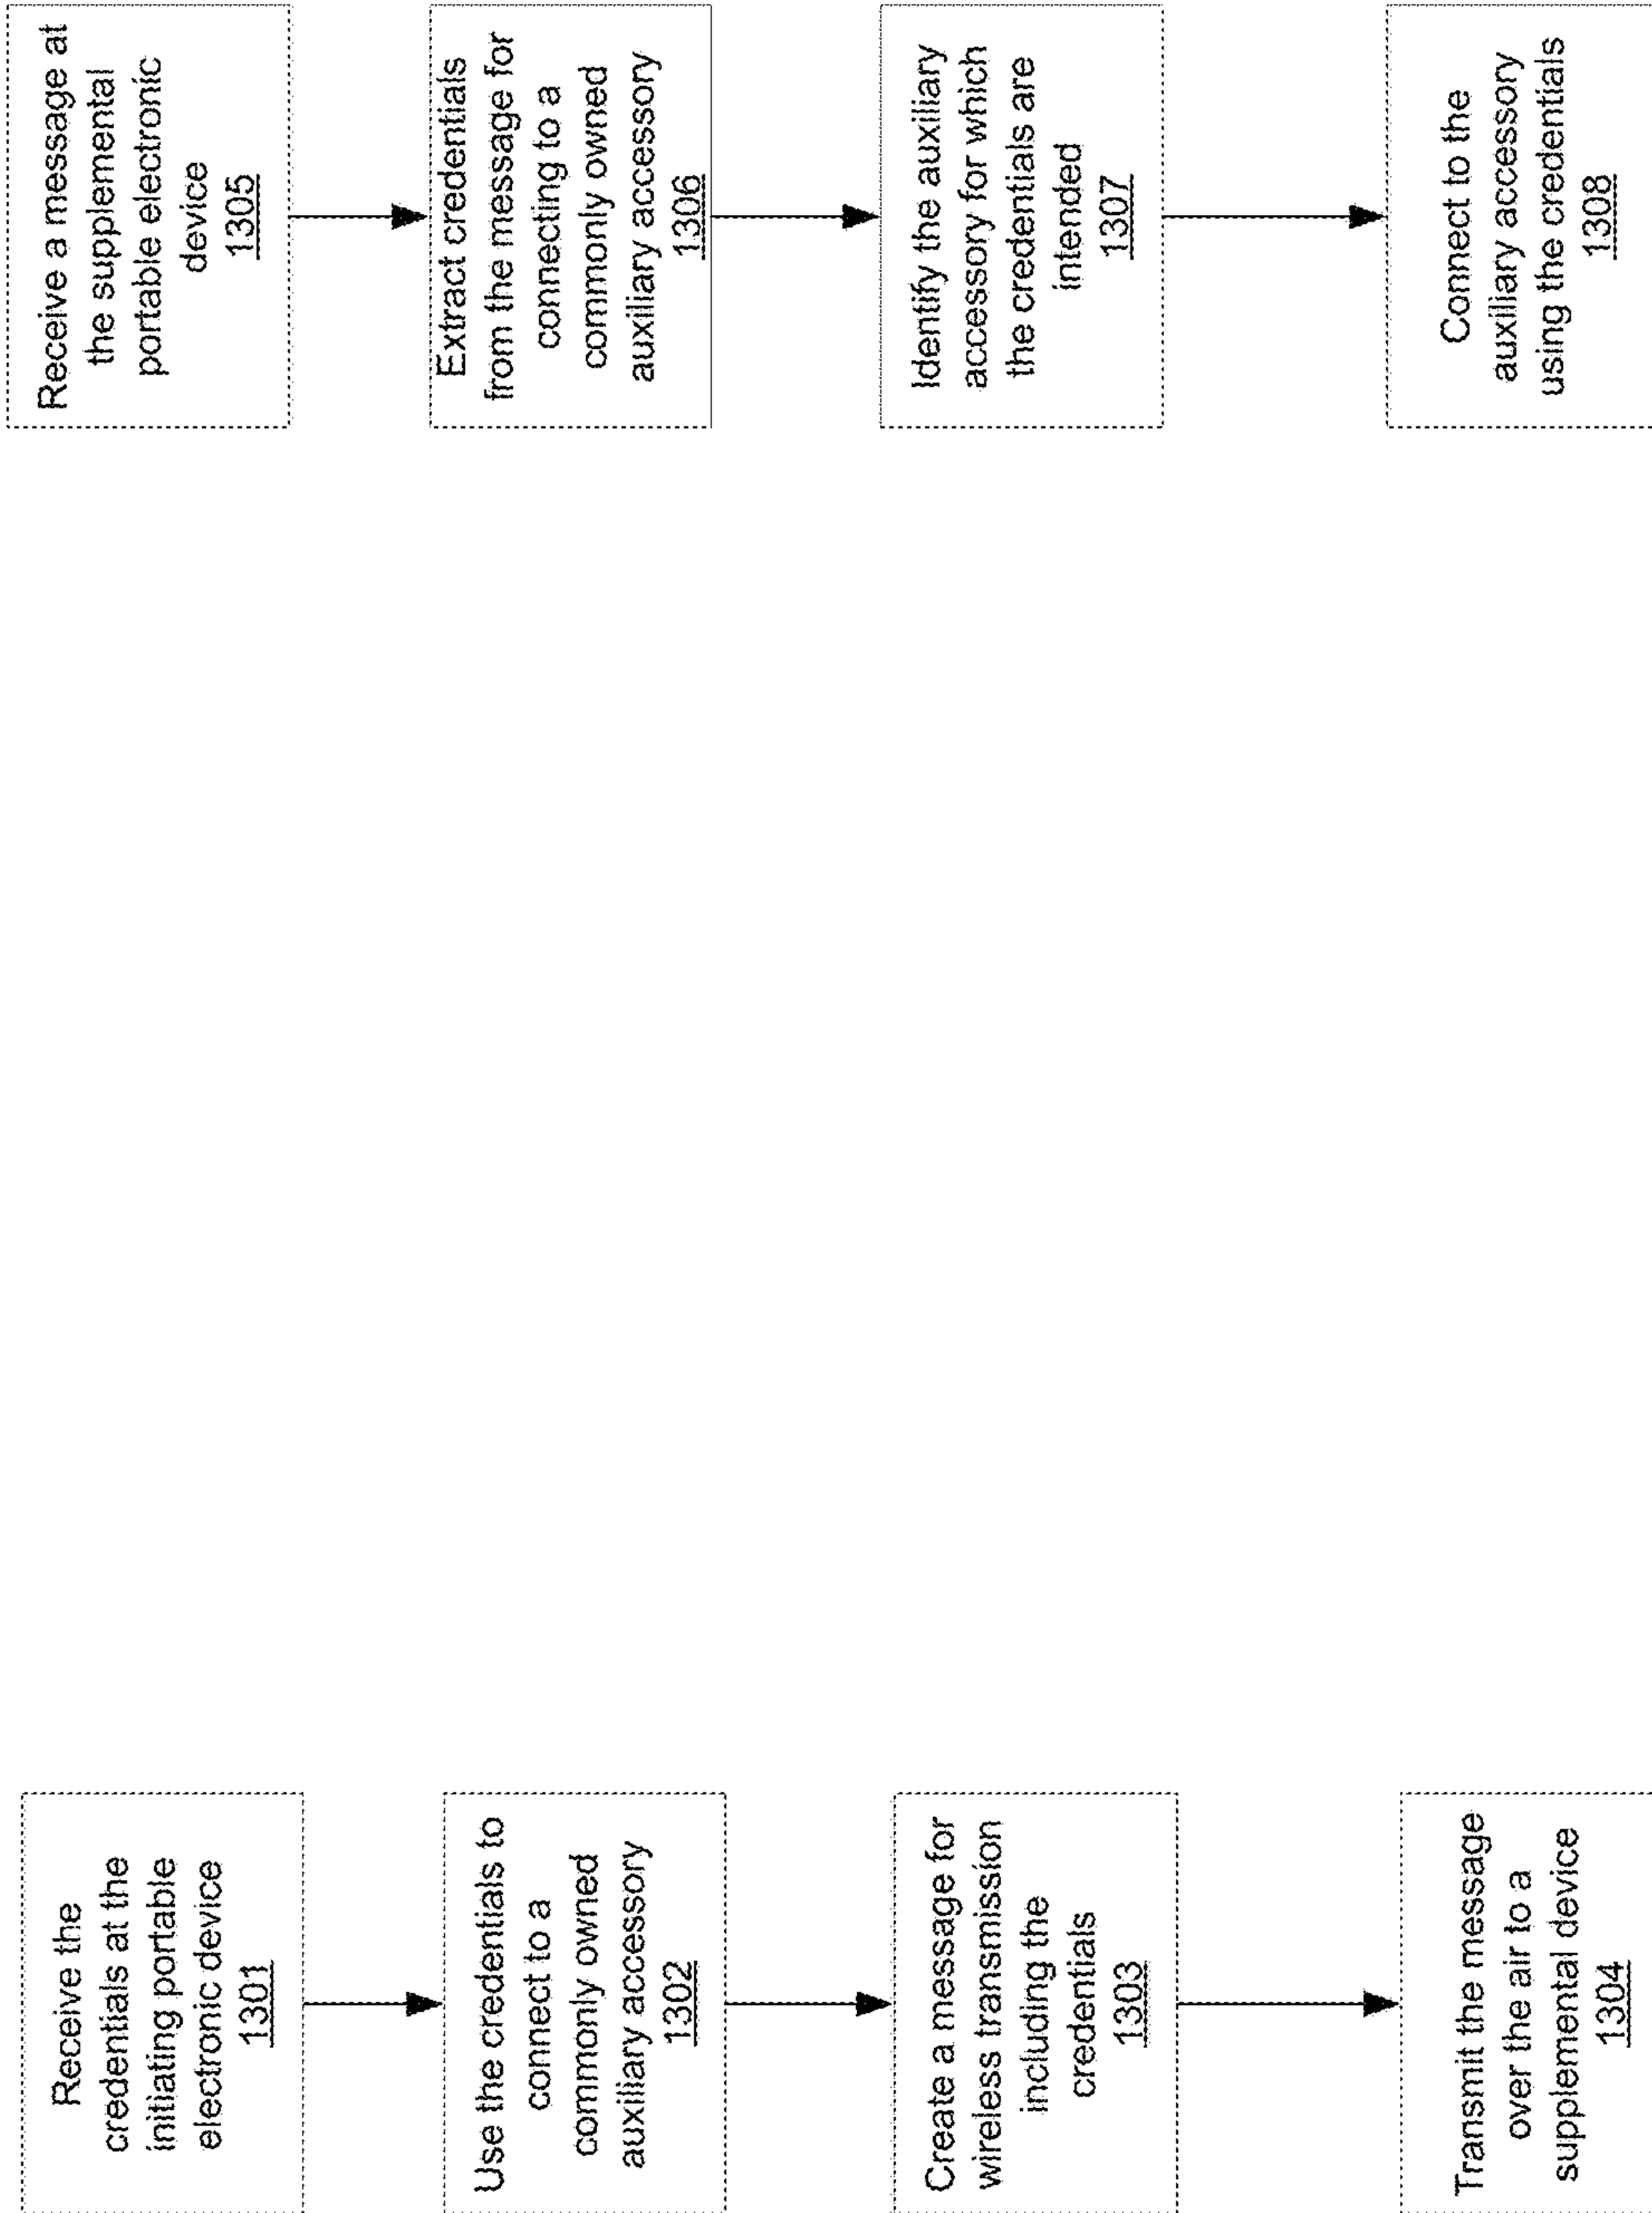 Receive the
credentials at the
initiating portable
electronic device
1301
Use the credentials to
connect to a
commonly owned
auxiliary accessory
1302
Create a message for
wireless transmission
including the
credentials
1303
Transmit the message
over the air to a
supplemental device
1304
Receive a message at
the supplemental
portable electronic
device
1305
Extract credentials
from the message for
connecting to a
commonly owned
auxiliary accessory
1306
Identify the auxiliary
accessory for which
the credentials are
intended
1307
Connect to the
auxiliary accessory
using the credentials
1308